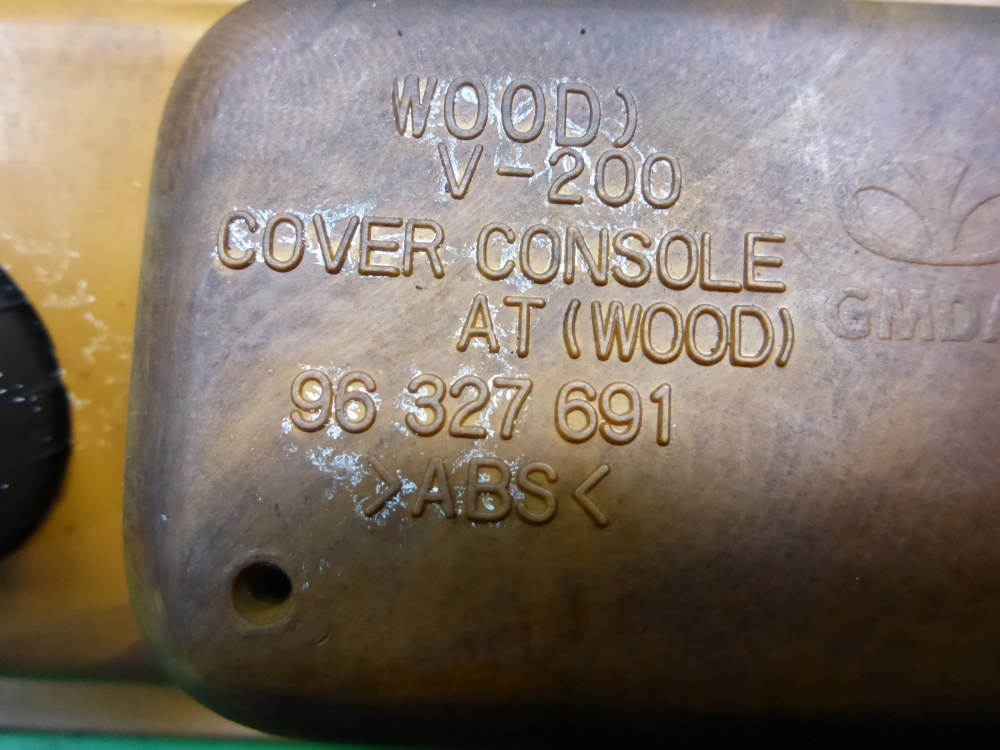 WOOD)
V-200
COVER CONSOLE
AT (WOOD)
96 327 691
>ABS<